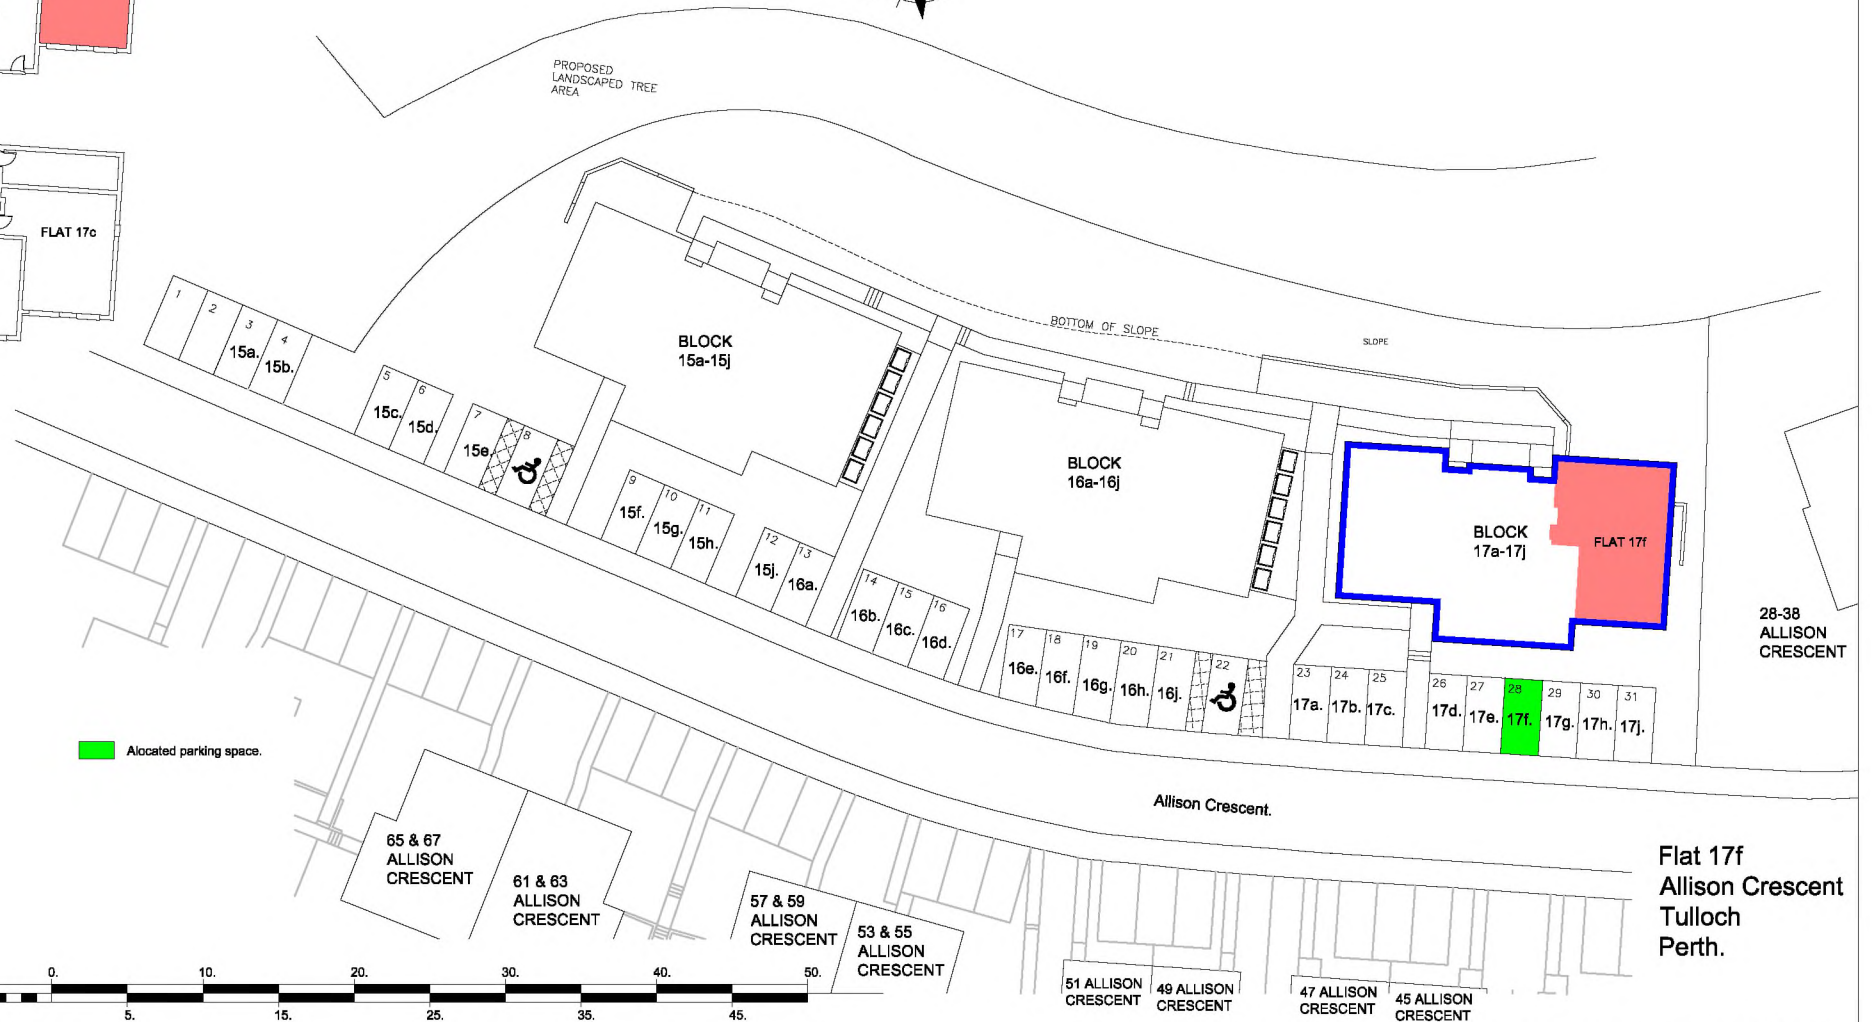 PROPOSED
LANDSCAPED TREE
AREA
FLAT 17c
1
2
3
4
15a.
15b.
5
6
15c.
15d.
7
8
15e.
BLOCK
15a-15j
BOTTOM OF SLOPE
SLOPE
9
10
11
15f.
15g.
15h.
12
13
15j.
16a.
BLOCK
16a-16j
14
15
16
16b.
16c.
16d.
BLOCK
17a-17j
FLAT 17f
17
18
19
20
21
22
16e.
16f.
16g.
16h.
16j.
23
24
25
17a.
17b.
17c.
26
27
28
29
30
31
17d.
17e.
17f.
17g.
17h.
17j.
28-38
ALLISON
CRESCENT
Alocated parking space.
Allison Crescent.
65 & 67
ALLISON
CRESCENT
61 & 63
ALLISON
CRESCENT
57 & 59
ALLISON
CRESCENT
53 & 55
ALLISON
CRESCENT
51 ALLISON
CRESCENT
49 ALLISON
CRESCENT
47 ALLISON
CRESCENT
45 ALLISON
CRESCENT
Flat 17f
Allison Crescent
Tulloch
Perth.
0. 10. 20. 30. 40. 50.
5. 15. 25. 35. 45.